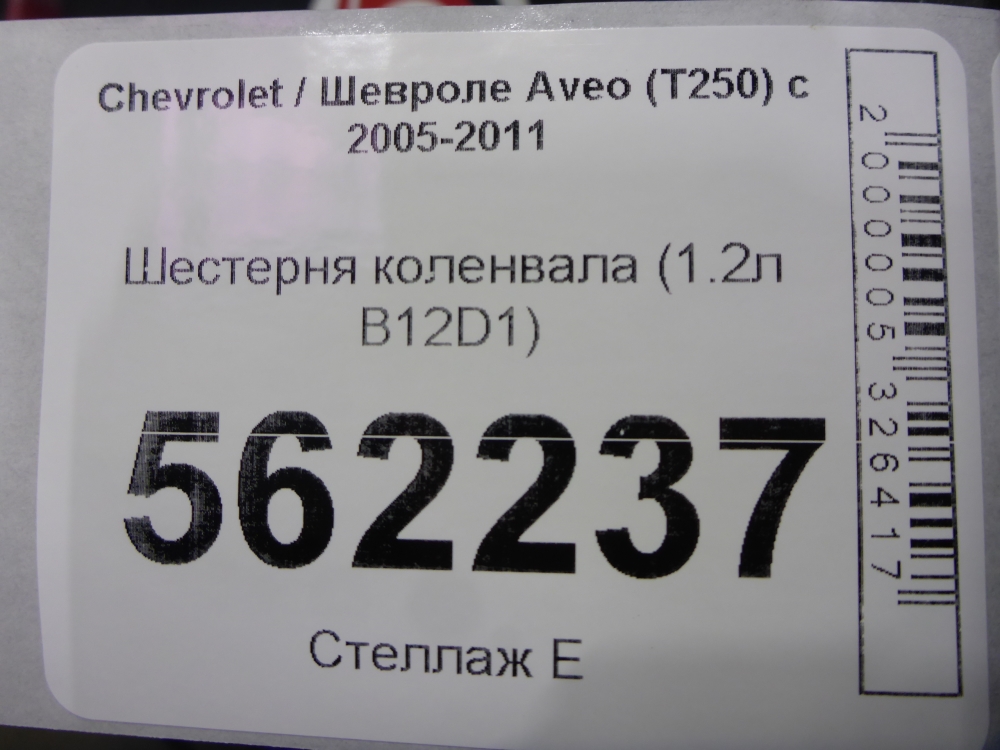 Chevrolet / Шевроле Aveo (T250) с
2005-2011
Шестерня коленвала (1.2л
B12D1)
562237
Стеллаж Е
2000005326417